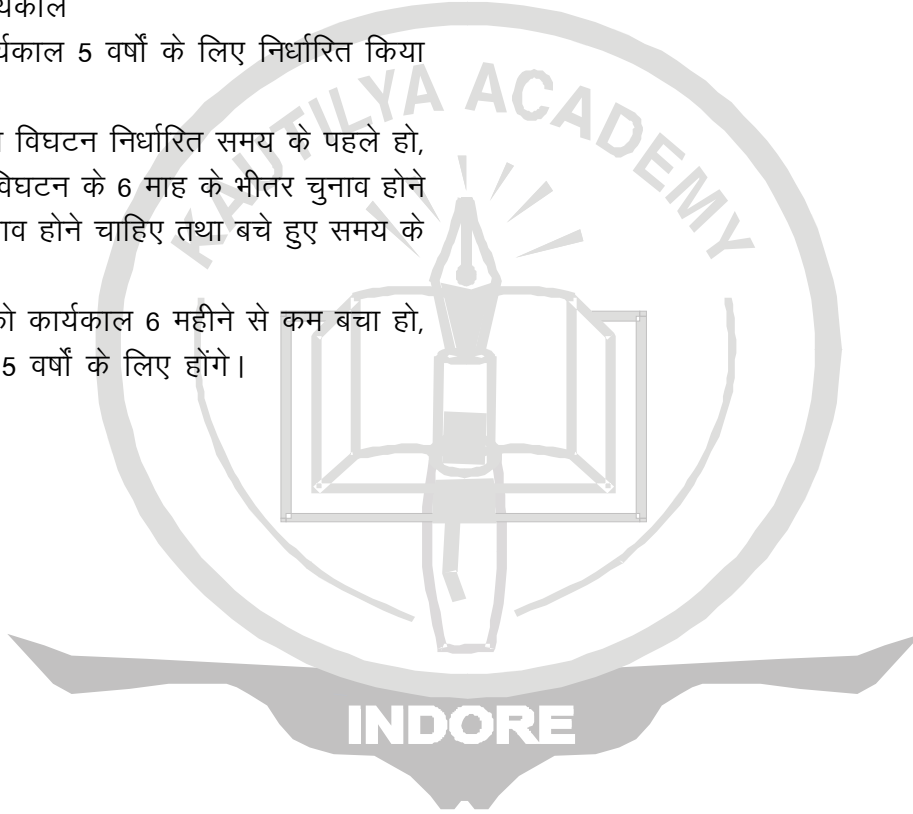 र्यकाल 5 वर्षों के लिए निर्धारित किया
विघटन निर्धारित समय के पहले हो,
विघटन के 6 माह के भीतर चुनाव होने
होने चाहिए तथा बचे हुए समय के
कार्यकाल 6 महीने से कम बचा हो,
5 वर्षों के लिए होंगे।
KAUTILYA ACADEMY
INDORE